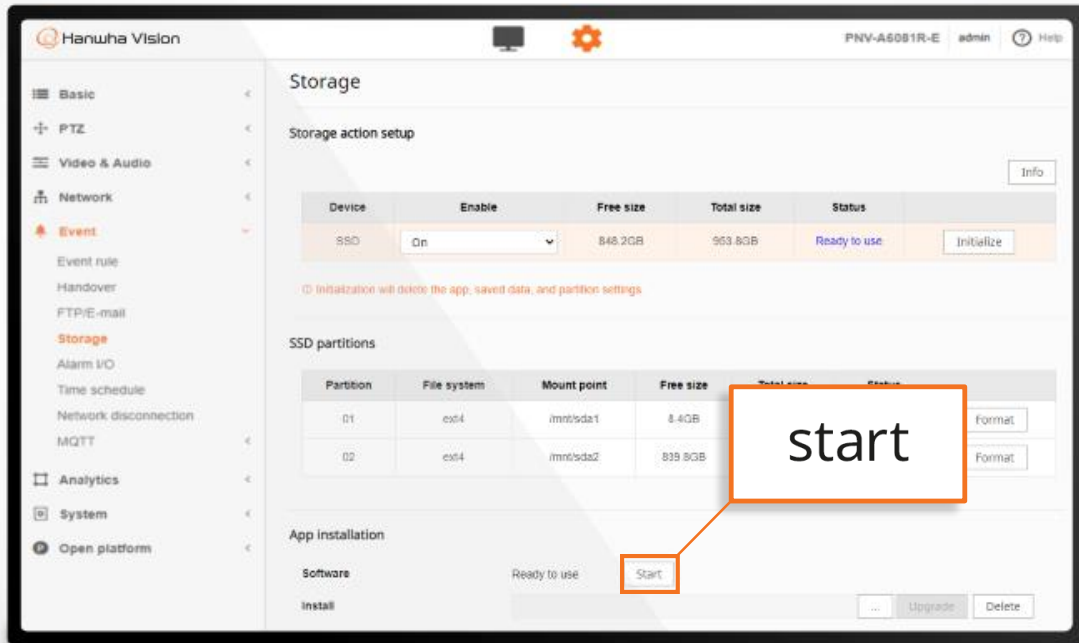 Hanwha Vision
PNV-A6081R-E admin ? Help
Basic
PTZ
Video & Audio
Network
Event
Event rule
Handover
FTP/E-mail
Storage
Alarm I/O
Time schedule
Network disconnection
MQTT
Analytics
System
Open platform
Storage
Storage action setup
Info
Device Enable Free size Total size Status
SSD On 848.2GB 953.8GB Ready to use Initialize
Initialization will delete the app, saved data, and partition settings
SSD partitions
Partition File system Mount point Free size Total size Status
01 ext4 /mnt/sda1 8.4GB Format
02 ext4 /mnt/sda2 839.8GB Format
start
App installation
Software Ready to use Start
Install ... Upgrade Delete